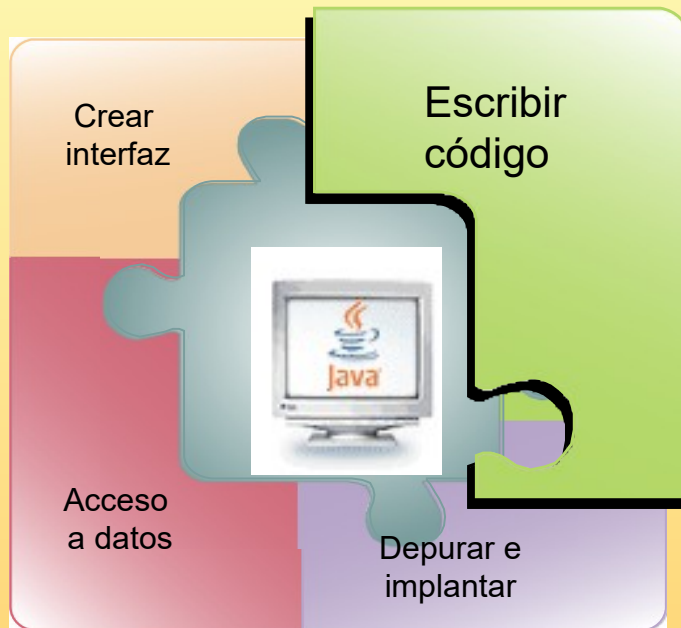 Crear
interfaz
Escribir
código
Java
Acceso
a datos
Depurar e
implantar